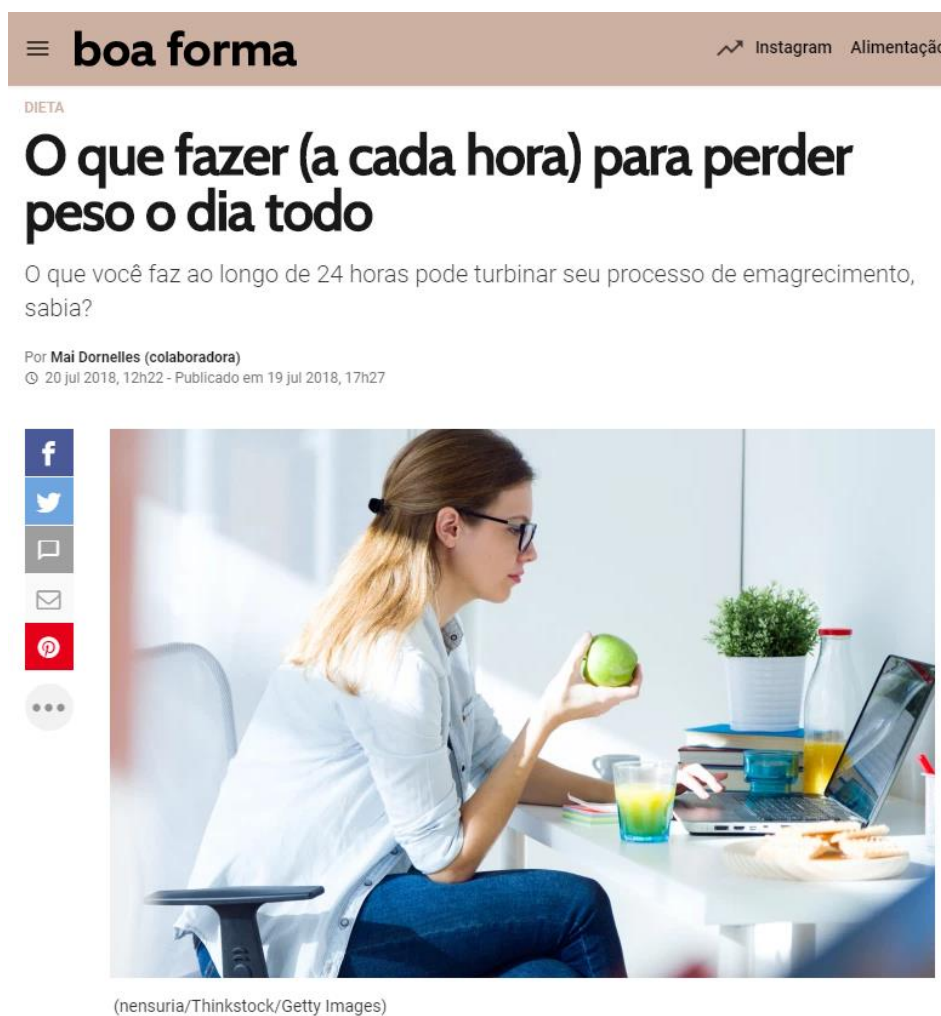 boa forma
Instagram Alimentação
DIETA
O que fazer (a cada hora) para perder
peso o dia todo
O que você faz ao longo de 24 horas pode turbinar seu processo de emagrecimento,
sabia?
Por Mai Dornelles (colaboradora)
20 jul 2018, 12h22 - Publicado em 19 jul 2018, 17h27
(nensuria/Thinkstock/Getty Images)